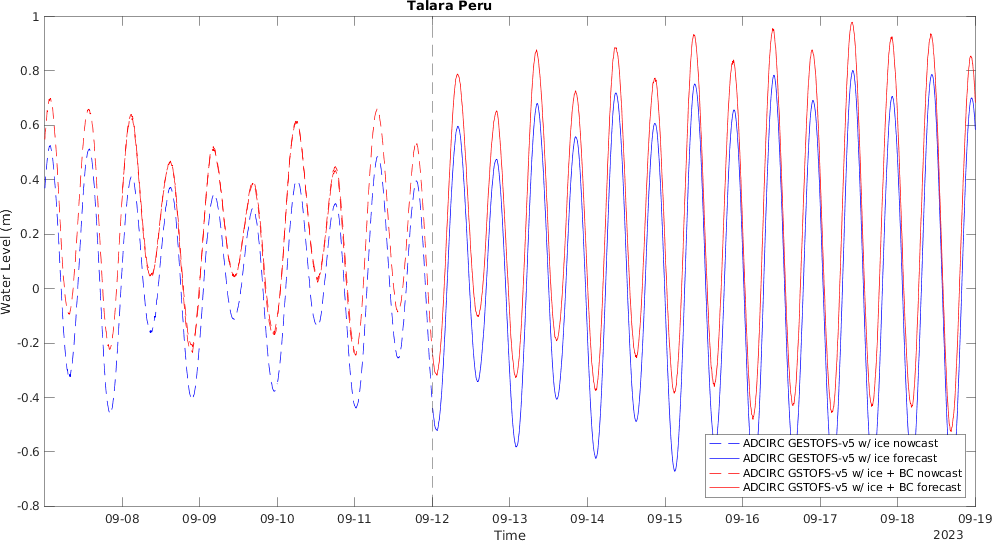 Talara Peru
Water Level (m)
1
0.8
0.6
0.4
0.2
0
-0.2
-0.4
-0.6
-0.8
ADCIRC GESTOFS-v5 w/ ice nowcast
ADCIRC GESTOFS-v5 w/ ice forecast
ADCIRC GSTOFS-v5 w/ ice + BC nowcast
ADCIRC GSTOFS-v5 w/ ice + BC forecast
09-08 09-09 09-10 09-11 09-12 09-13 09-14 09-15 09-16 09-17 09-18 09-19
Time
2023